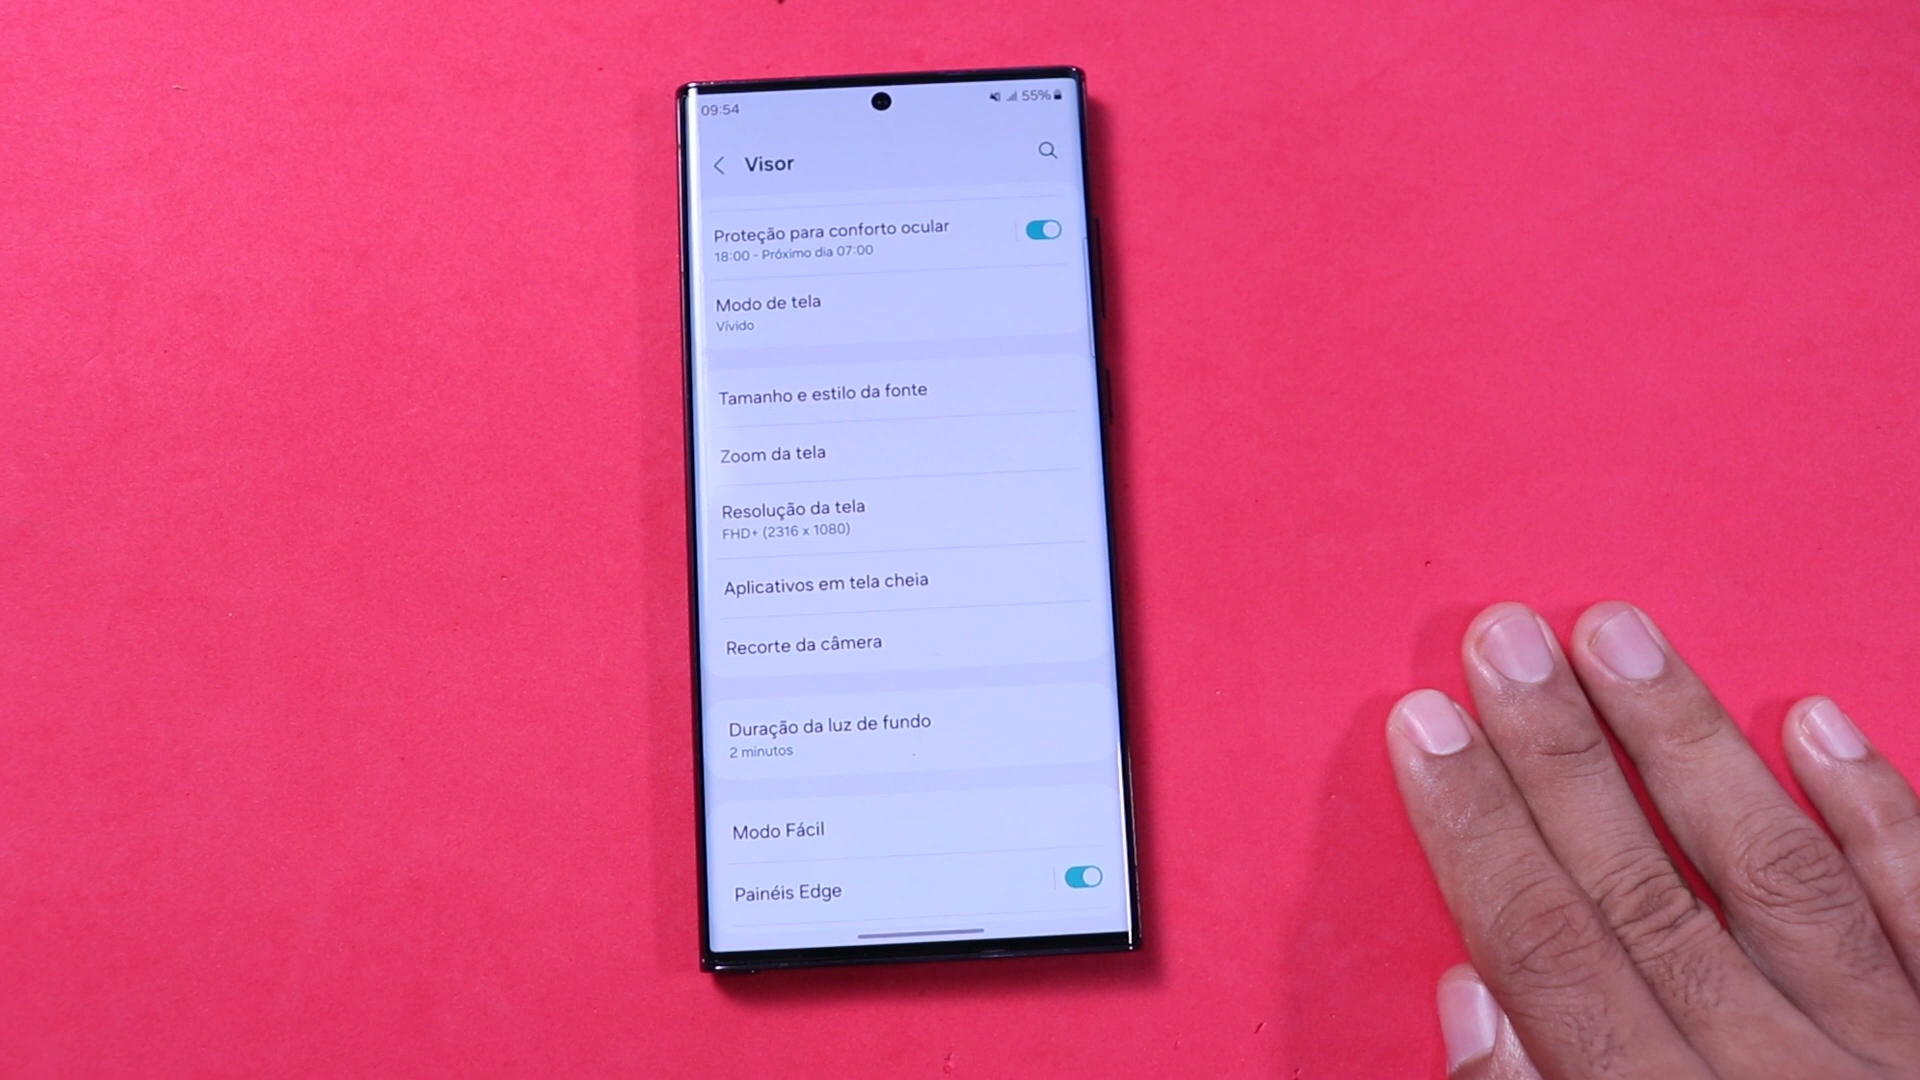 09:54
55%
Visor
Proteção para conforto ocular
18:00 - Próximo dia 07:00
Modo de tela
Vívido
Tamanho e estilo da fonte
Zoom da tela
Resolução da tela
FHD+ (2316 x 1080)
Aplicativos em tela cheia
Recorte da câmera
Duração da luz de fundo
2 minutos
Modo Fácil
Painéis Edge